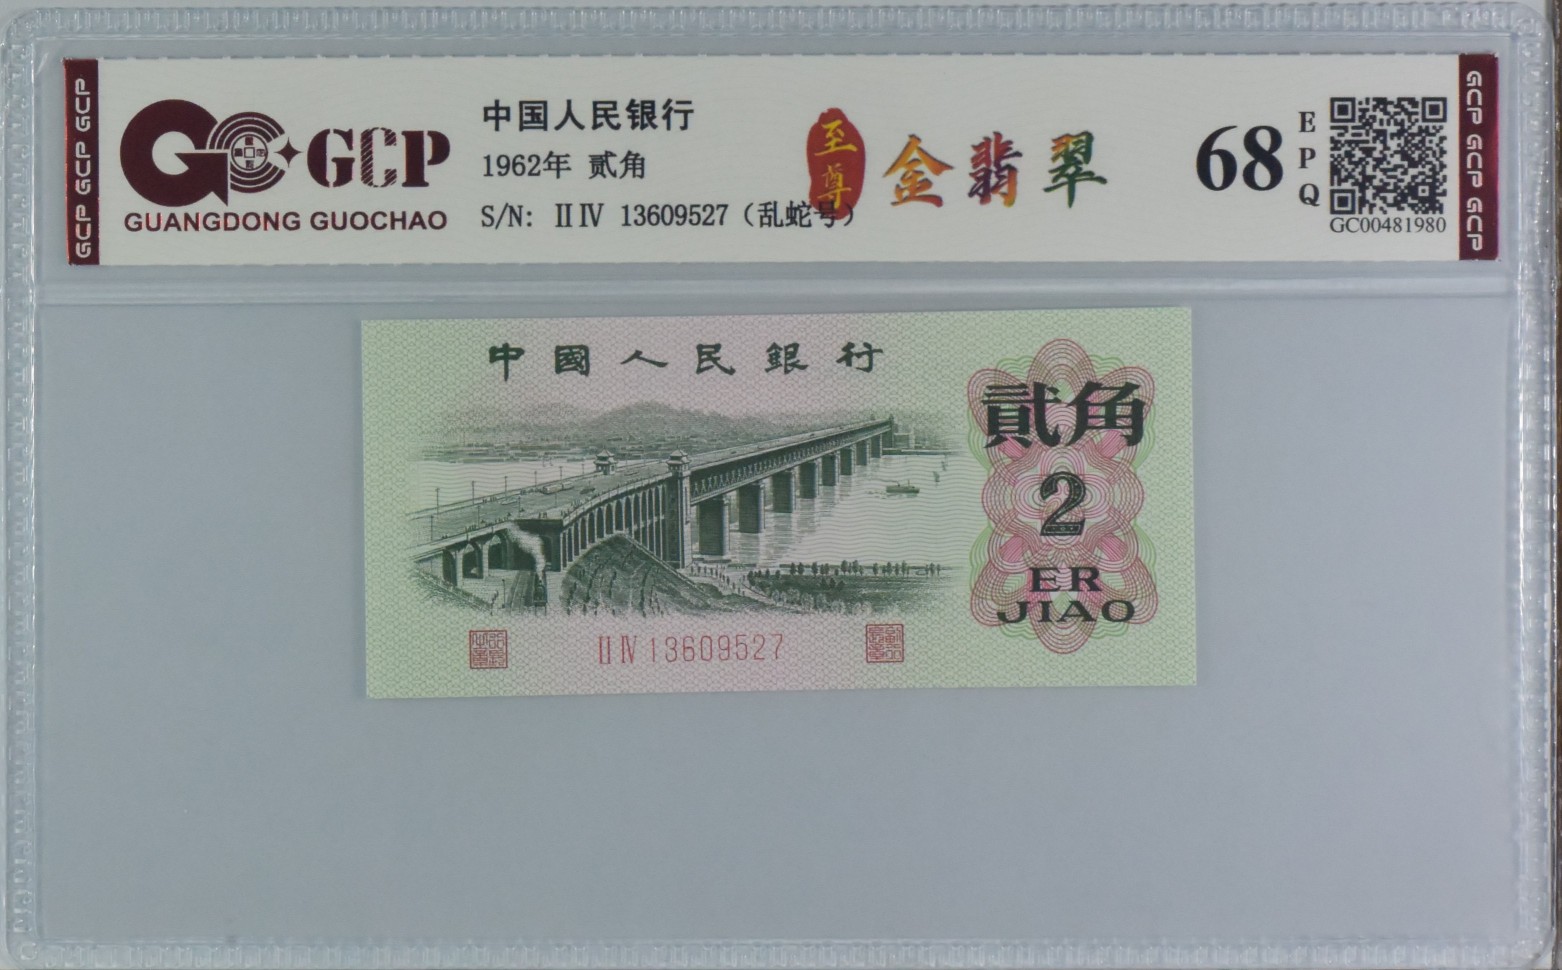 GCP GCP GCP
GCP
GUANGDONG GUOCHAO
中国人民银行
1962年 贰角
S/N: ⅡⅣ 13609527（乱蛇号）
至尊
金翡翠
68
EPQ
GC00481980
GCP GCP GCP
中國人民銀行
貳角
2
ER
JIAO
ⅡⅣ 13609527